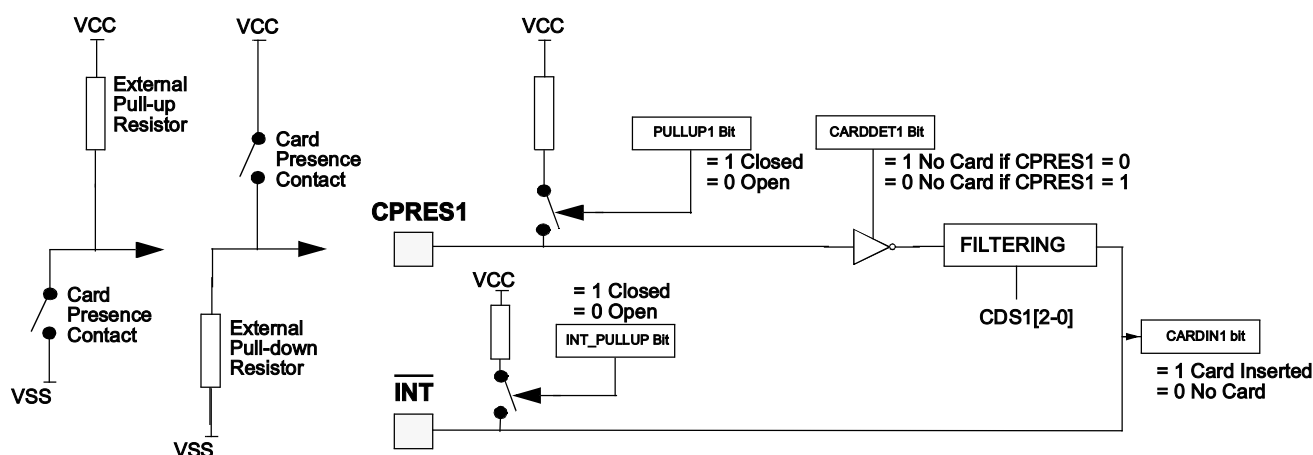 VCC
External
Pull-up
Resistor
Card
Presence
Contact
VSS
VCC
Card
Presence
Contact
External
Pull-down
Resistor
VSS
VCC
PULLUP1 Bit
= 1 Closed
= 0 Open
CARDDET1 Bit
= 1 No Card if CPRES1 = 0
= 0 No Card if CPRES1 = 1
CPRES1
FILTERING
CDS1[2-0]
VCC
= 1 Closed
= 0 Open
INT_PULLUP Bit
INT
CARDIN1 bit
= 1 Card Inserted
= 0 No Card